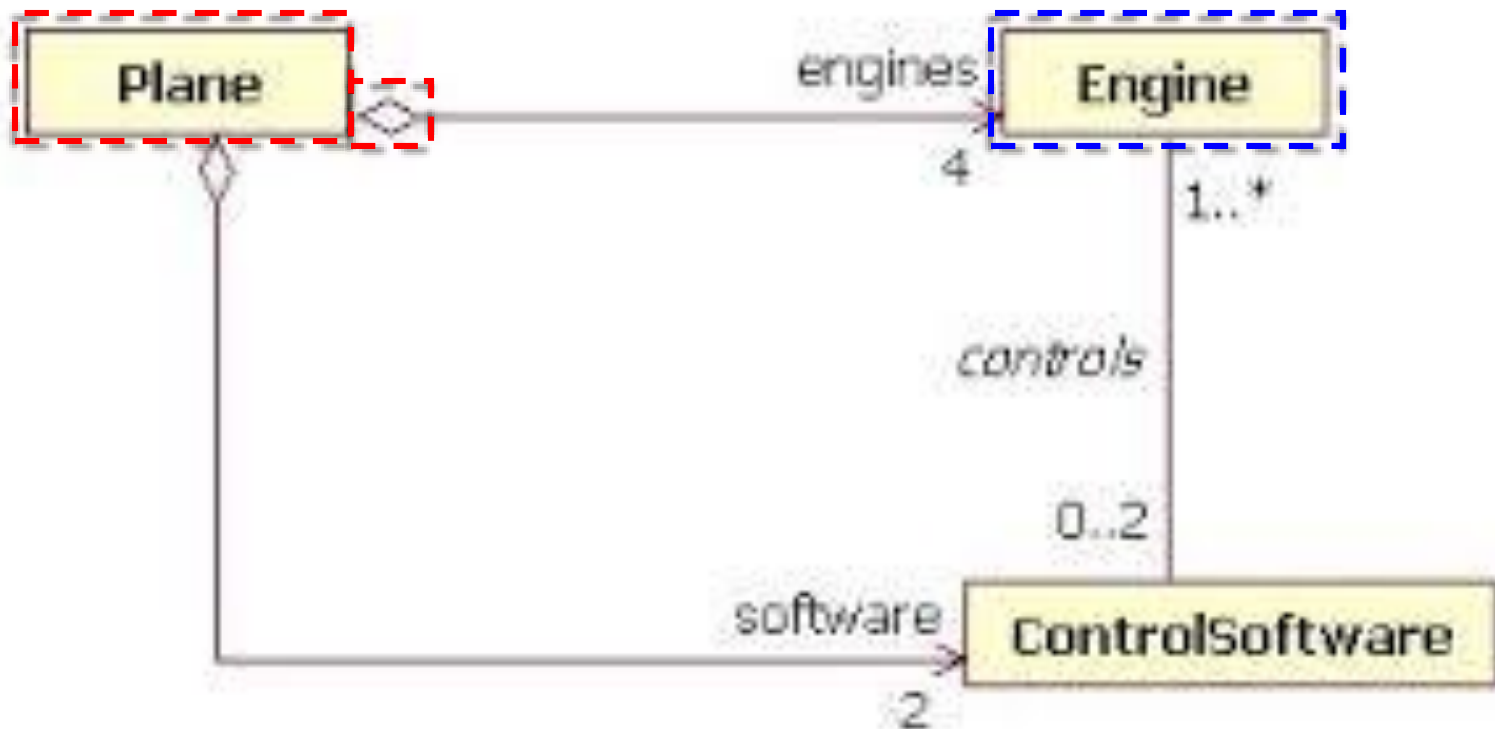 Plane
engines
Engine
4
1..*
controls
0..2
software
ControlSoftware
2